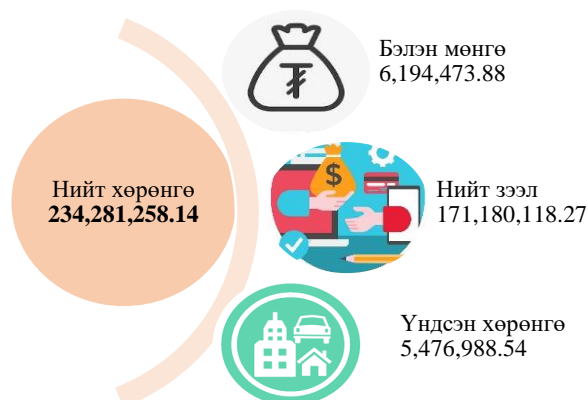 Бэлэн мөнгө
6,194,473.88
Нийт хөрөнгө
234,281,258.14
Нийт зээл
171,180,118.27
Үндсэн хөрөнгө
5,476,988.54